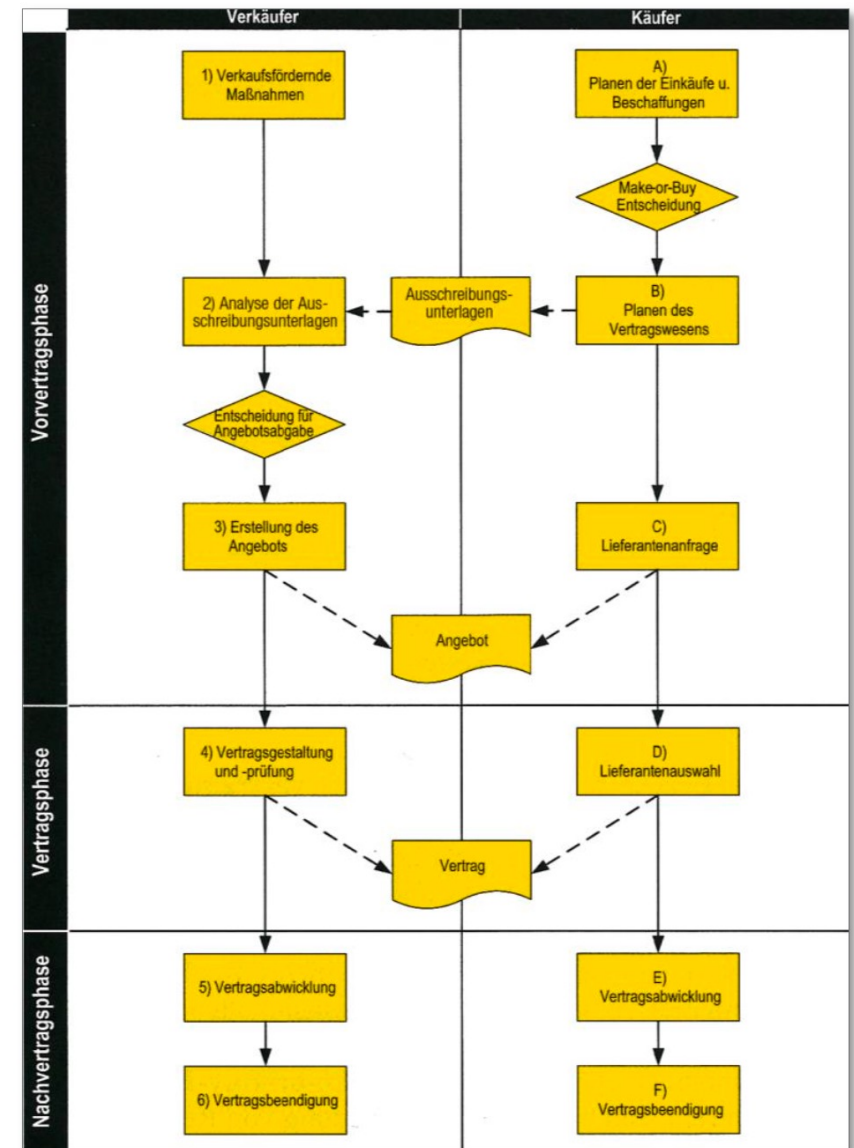 Verkäufer
Käufer
Vorvertragsphase
1) Verkaufsfördernde
Maßnahmen
A)
Planen der Einkäufe u.
Beschaffungen
Make-or-Buy
Entscheidung
2) Analyse der Aus-
schreibungsunterlagen
Ausschreibungs-
unterlagen
B)
Planen des
Vertragswesens
Entscheidung für
Angebotsabgabe
3) Erstellung des
Angebots
C)
Lieferantenanfrage
Angebot
Vertragsphase
4) Vertragsgestaltung
und -prüfung
D)
Lieferantenauswahl
Vertrag
Nachvertragsphase
5) Vertragsabwicklung
E)
Vertragsabwicklung
6) Vertragsbeendigung
F)
Vertragsbeendigung